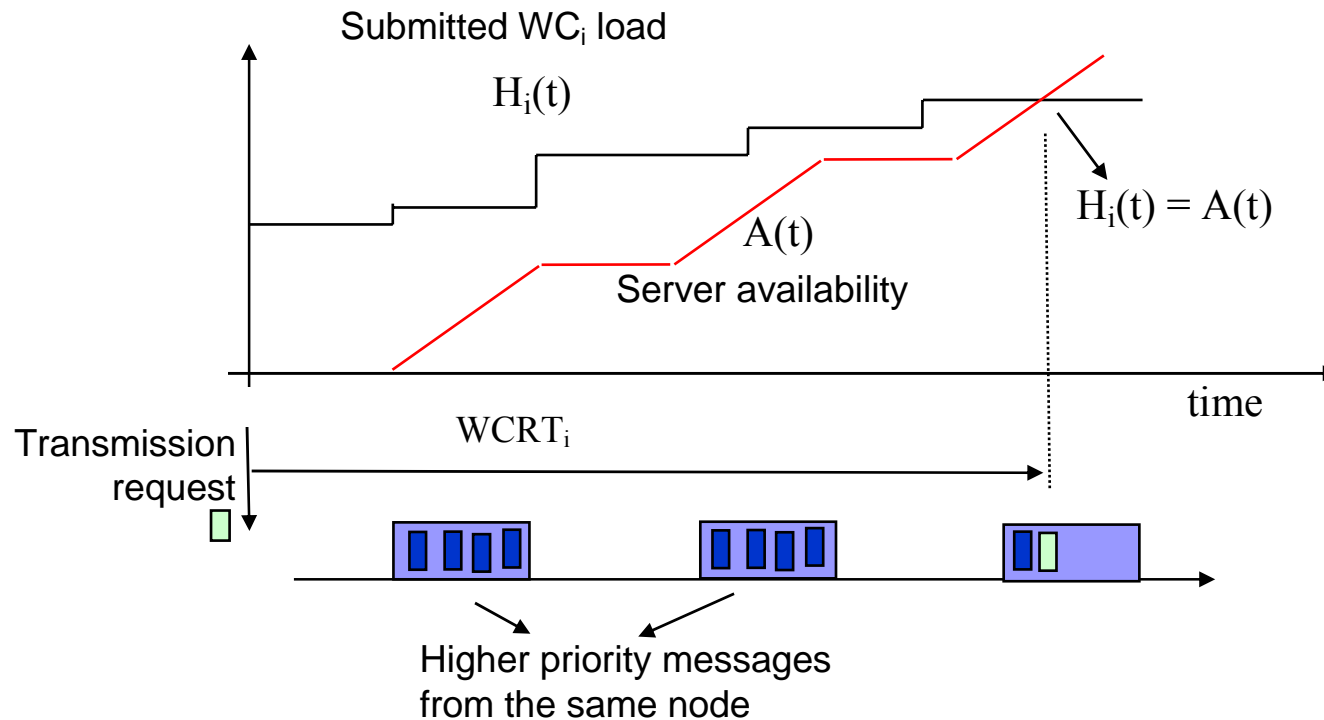 Submitted WCi load
Hi(t)
Hi(t) = A(t)
A(t)
Server availability
time
WCRTi
Transmission
request
Higher priority messages
from the same node